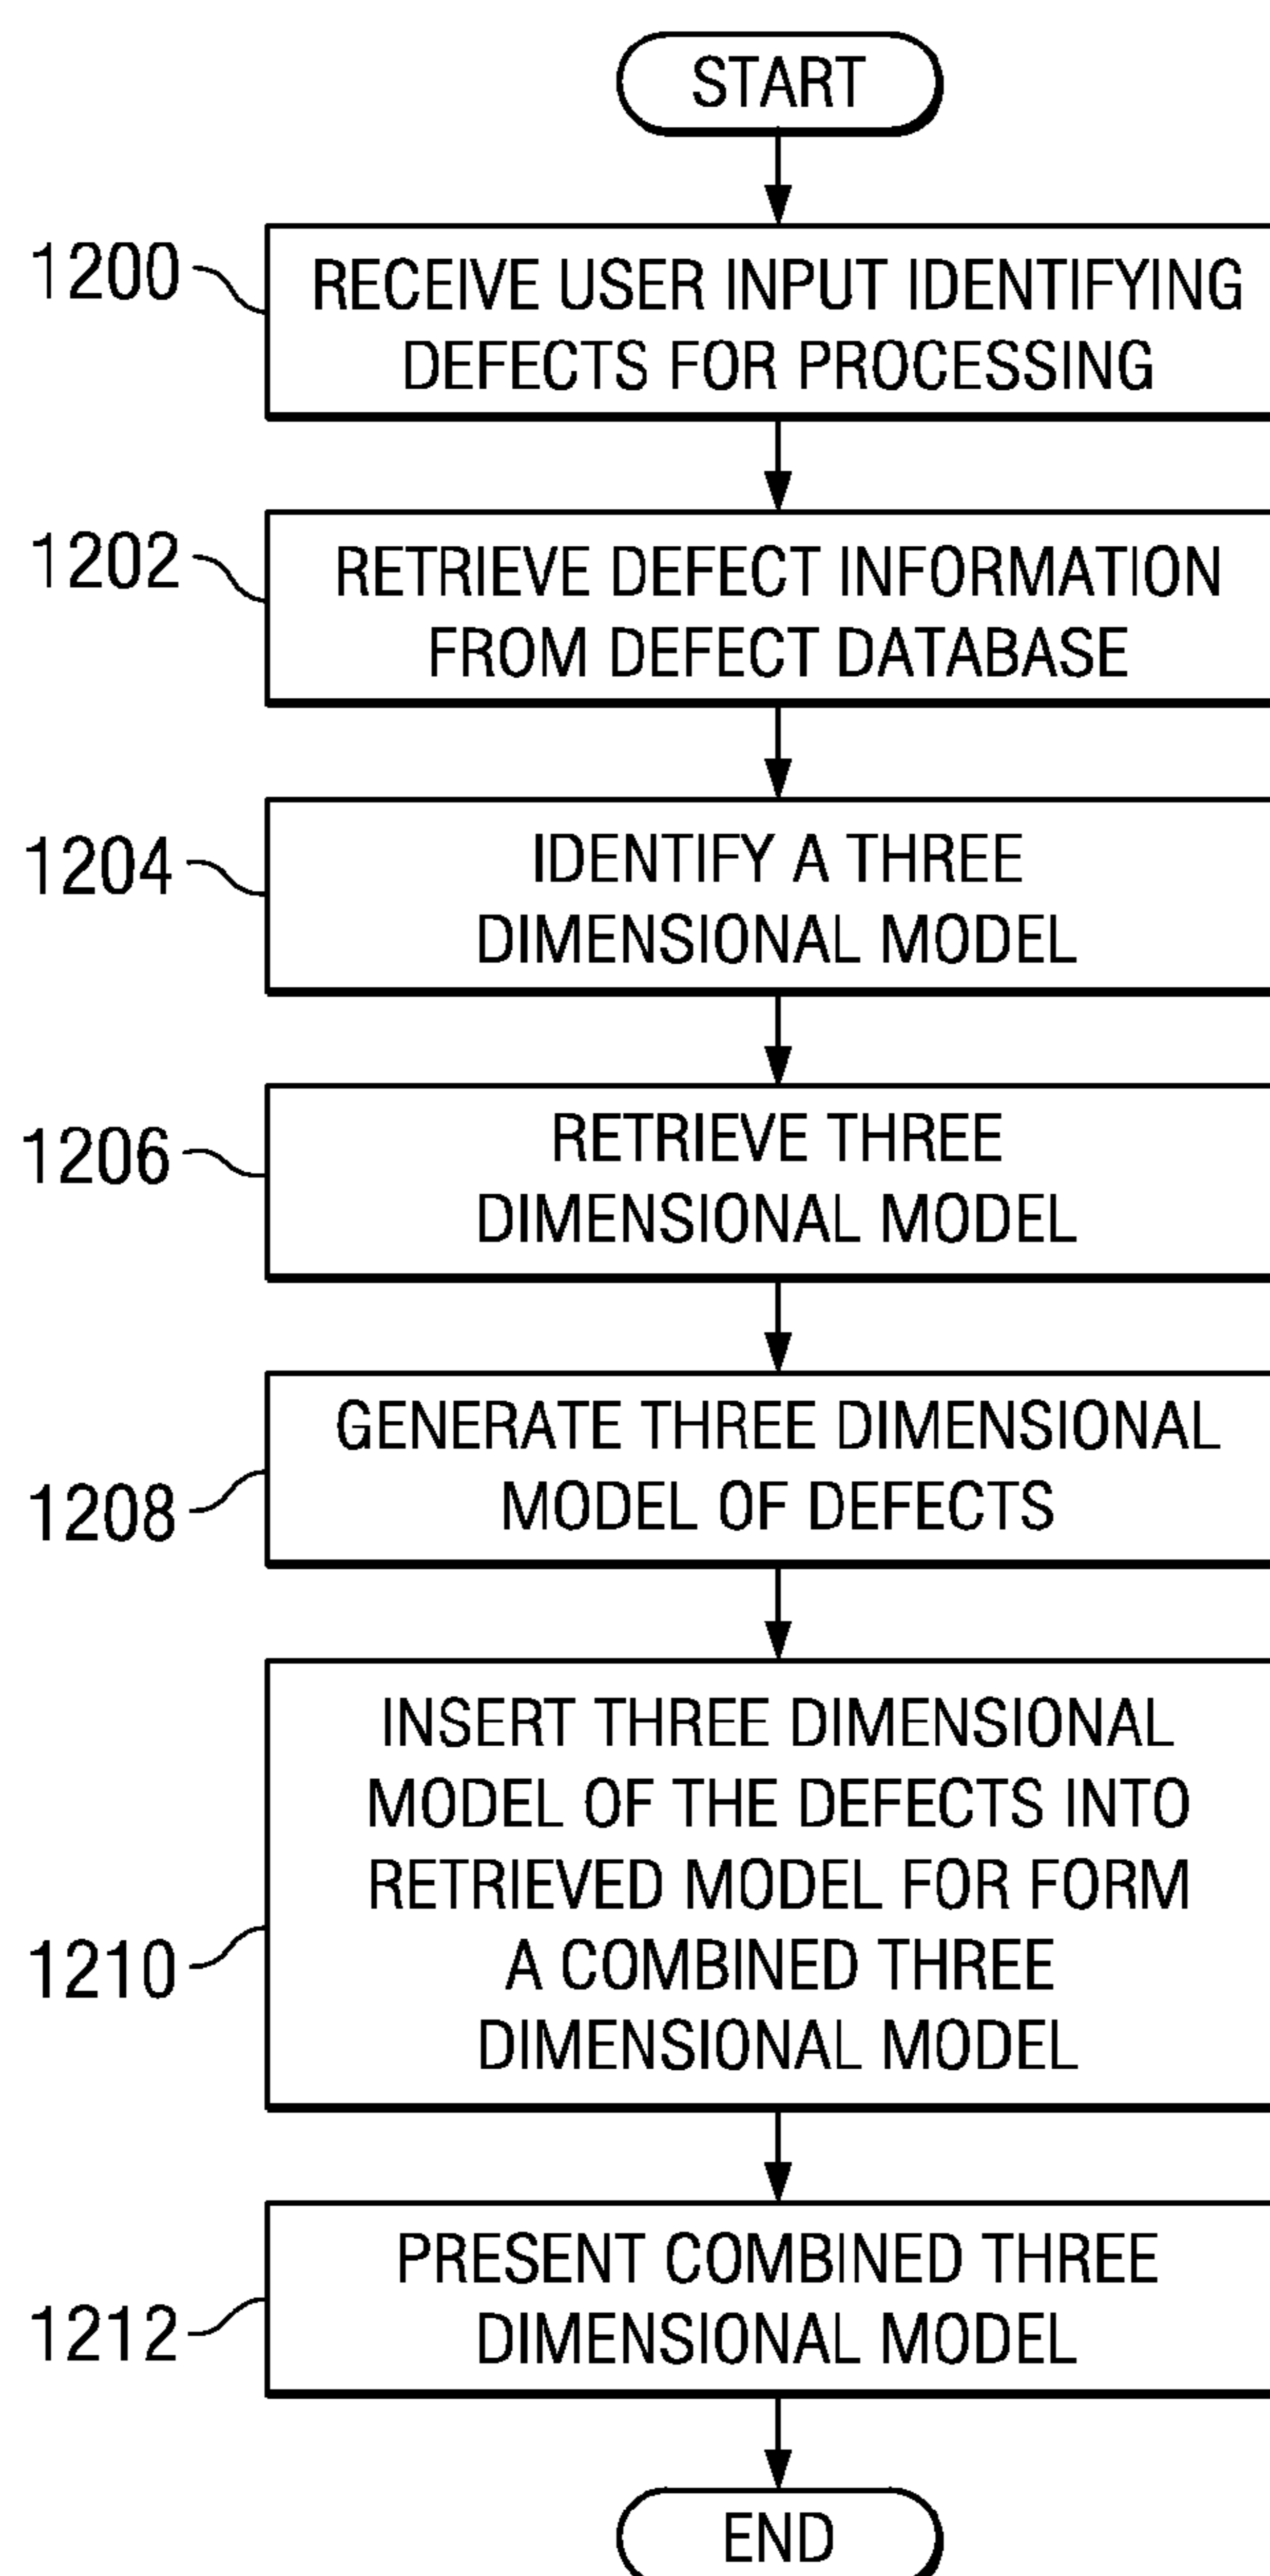 START
1200
RECEIVE USER INPUT IDENTIFYING
DEFECTS FOR PROCESSING
1202
RETRIEVE DEFECT INFORMATION
FROM DEFECT DATABASE
1204
IDENTIFY A THREE
DIMENSIONAL MODEL
1206
RETRIEVE THREE
DIMENSIONAL MODEL
1208
GENERATE THREE DIMENSIONAL
MODEL OF DEFECTS
1210
INSERT THREE DIMENSIONAL
MODEL OF THE DEFECTS INTO
RETRIEVED MODEL FOR FORM
A COMBINED THREE
DIMENSIONAL MODEL
1212
PRESENT COMBINED THREE
DIMENSIONAL MODEL
END